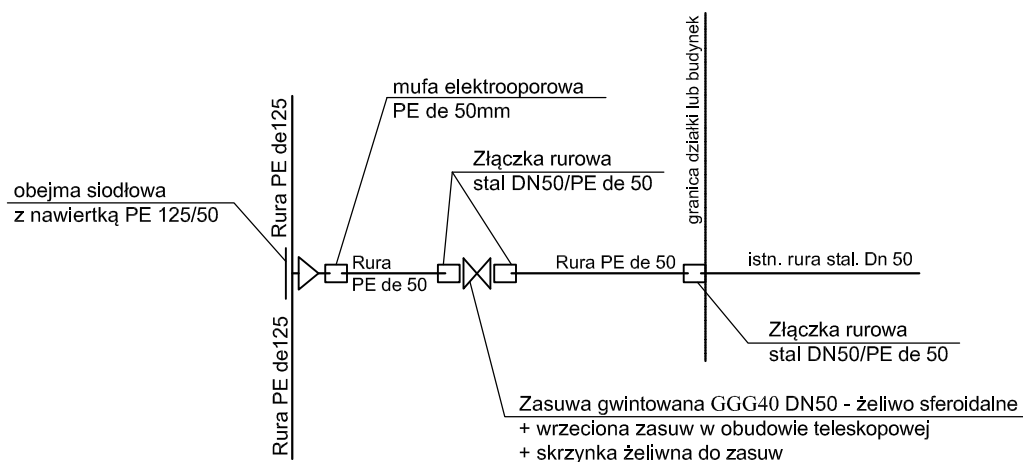 granica działki lub budynek
mufa elektrooporowa
PE de 50mm
Rura PE de125
Złączka rurowa
stal DN50/PE de 50
obejma siodłowa
z nawiertką PE 125/50
Rura
PE de 50
Rura PE de 50
istn. rura stal. Dn 50
Rura PE de125
Złączka rurowa
stal DN50/PE de 50
Zasuwa gwintowana GGG40 DN50 - żeliwo sferoidalne
+ wrzeciona zasuw w obudowie teleskopowej
+ skrzynka żeliwna do zasuw